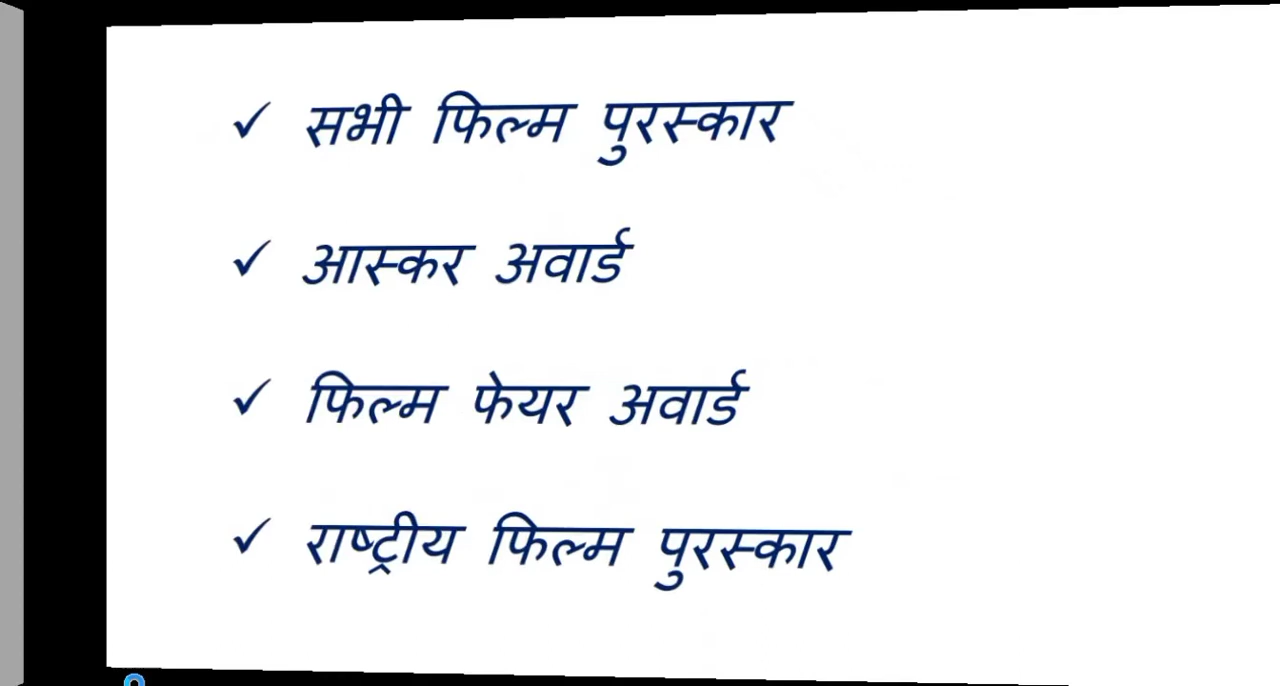 ✓ सभी फिल्म पुरस्कार
✓ आस्कर अवार्ड
✓ फिल्म फेयर अवार्ड
✓ राष्ट्रीय फिल्म पुरस्कार